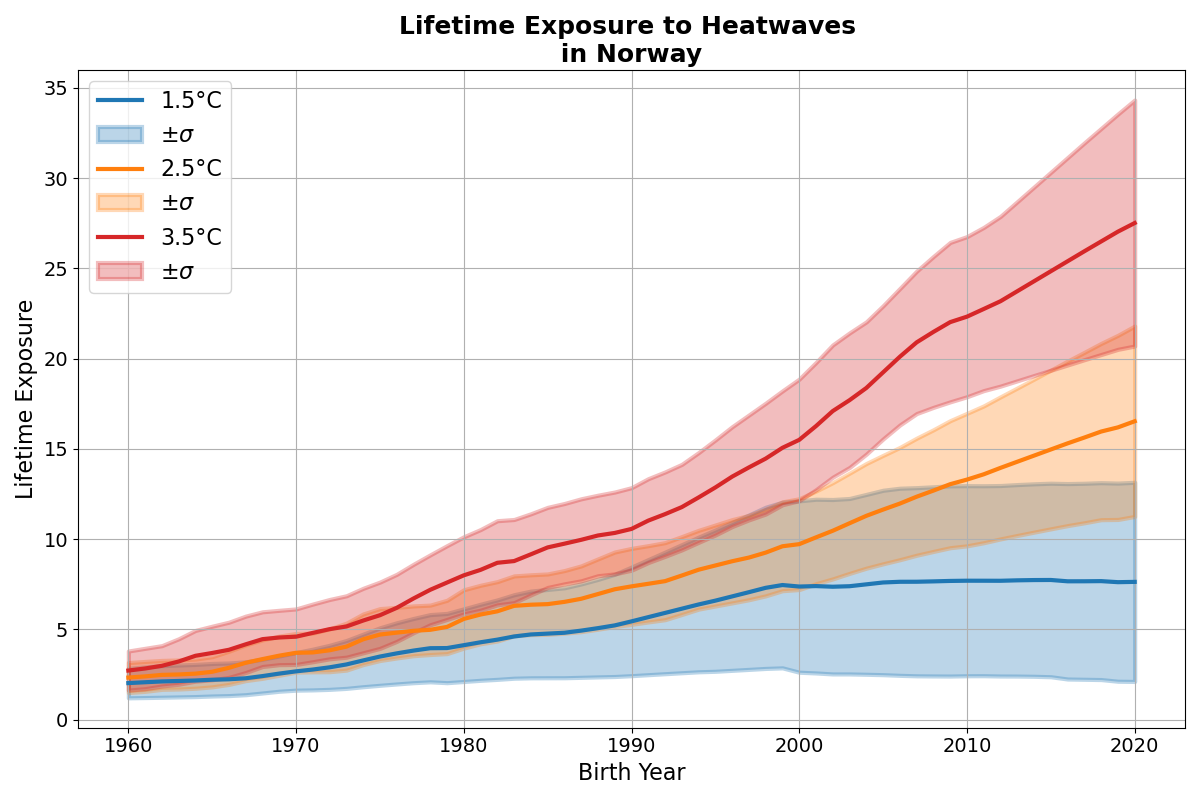 Lifetime Exposure to Heatwaves
in Norway
1.5°C
±σ
2.5°C
±σ
3.5°C
±σ
Lifetime Exposure
35
30
25
20
15
10
5
0
1960 1970 1980 1990 2000 2010 2020
Birth Year